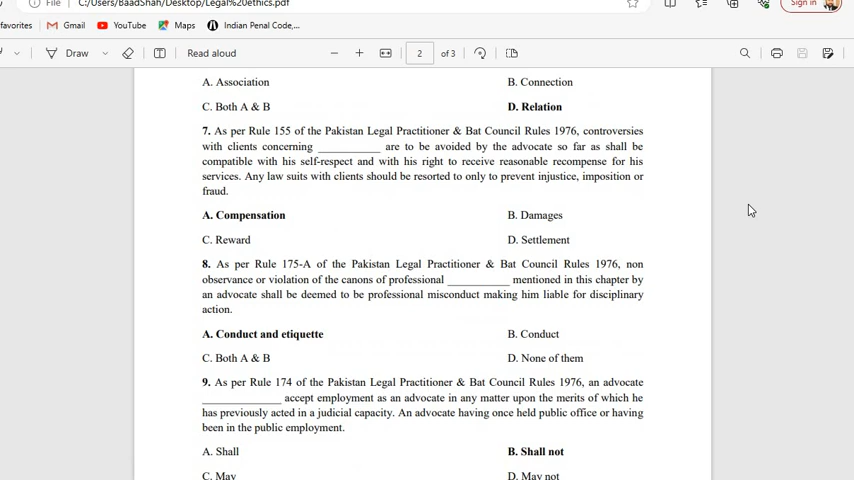 File C:/Users/BaadShah/Desktop/Legal%20ethics.pdf
Sign in
favorites Gmail YouTube Maps Indian Penal Code,...
Draw Read aloud 2 of 3
A. Association B. Connection
C. Both A & B D. Relation
7. As per Rule 155 of the Pakistan Legal Practitioner & Bat Council Rules 1976, controversies
with clients concerning ___________ are to be avoided by the advocate so far as shall be
compatible with his self-respect and with his right to receive reasonable recompense for his
services. Any law suits with clients should be resorted to only to prevent injustice, imposition or
fraud.
A. Compensation B. Damages
C. Reward D. Settlement
8. As per Rule 175-A of the Pakistan Legal Practitioner & Bat Council Rules 1976, non
observance or violation of the canons of professional ___________ mentioned in this chapter by
an advocate shall be deemed to be professional misconduct making him liable for disciplinary
action.
A. Conduct and etiquette B. Conduct
C. Both A & B D. None of them
9. As per Rule 174 of the Pakistan Legal Practitioner & Bat Council Rules 1976, an advocate
______________ accept employment as an advocate in any matter upon the merits of which he
has previously acted in a judicial capacity. An advocate having once held public office or having
been in the public employment.
A. Shall B. Shall not
C. May D. May not